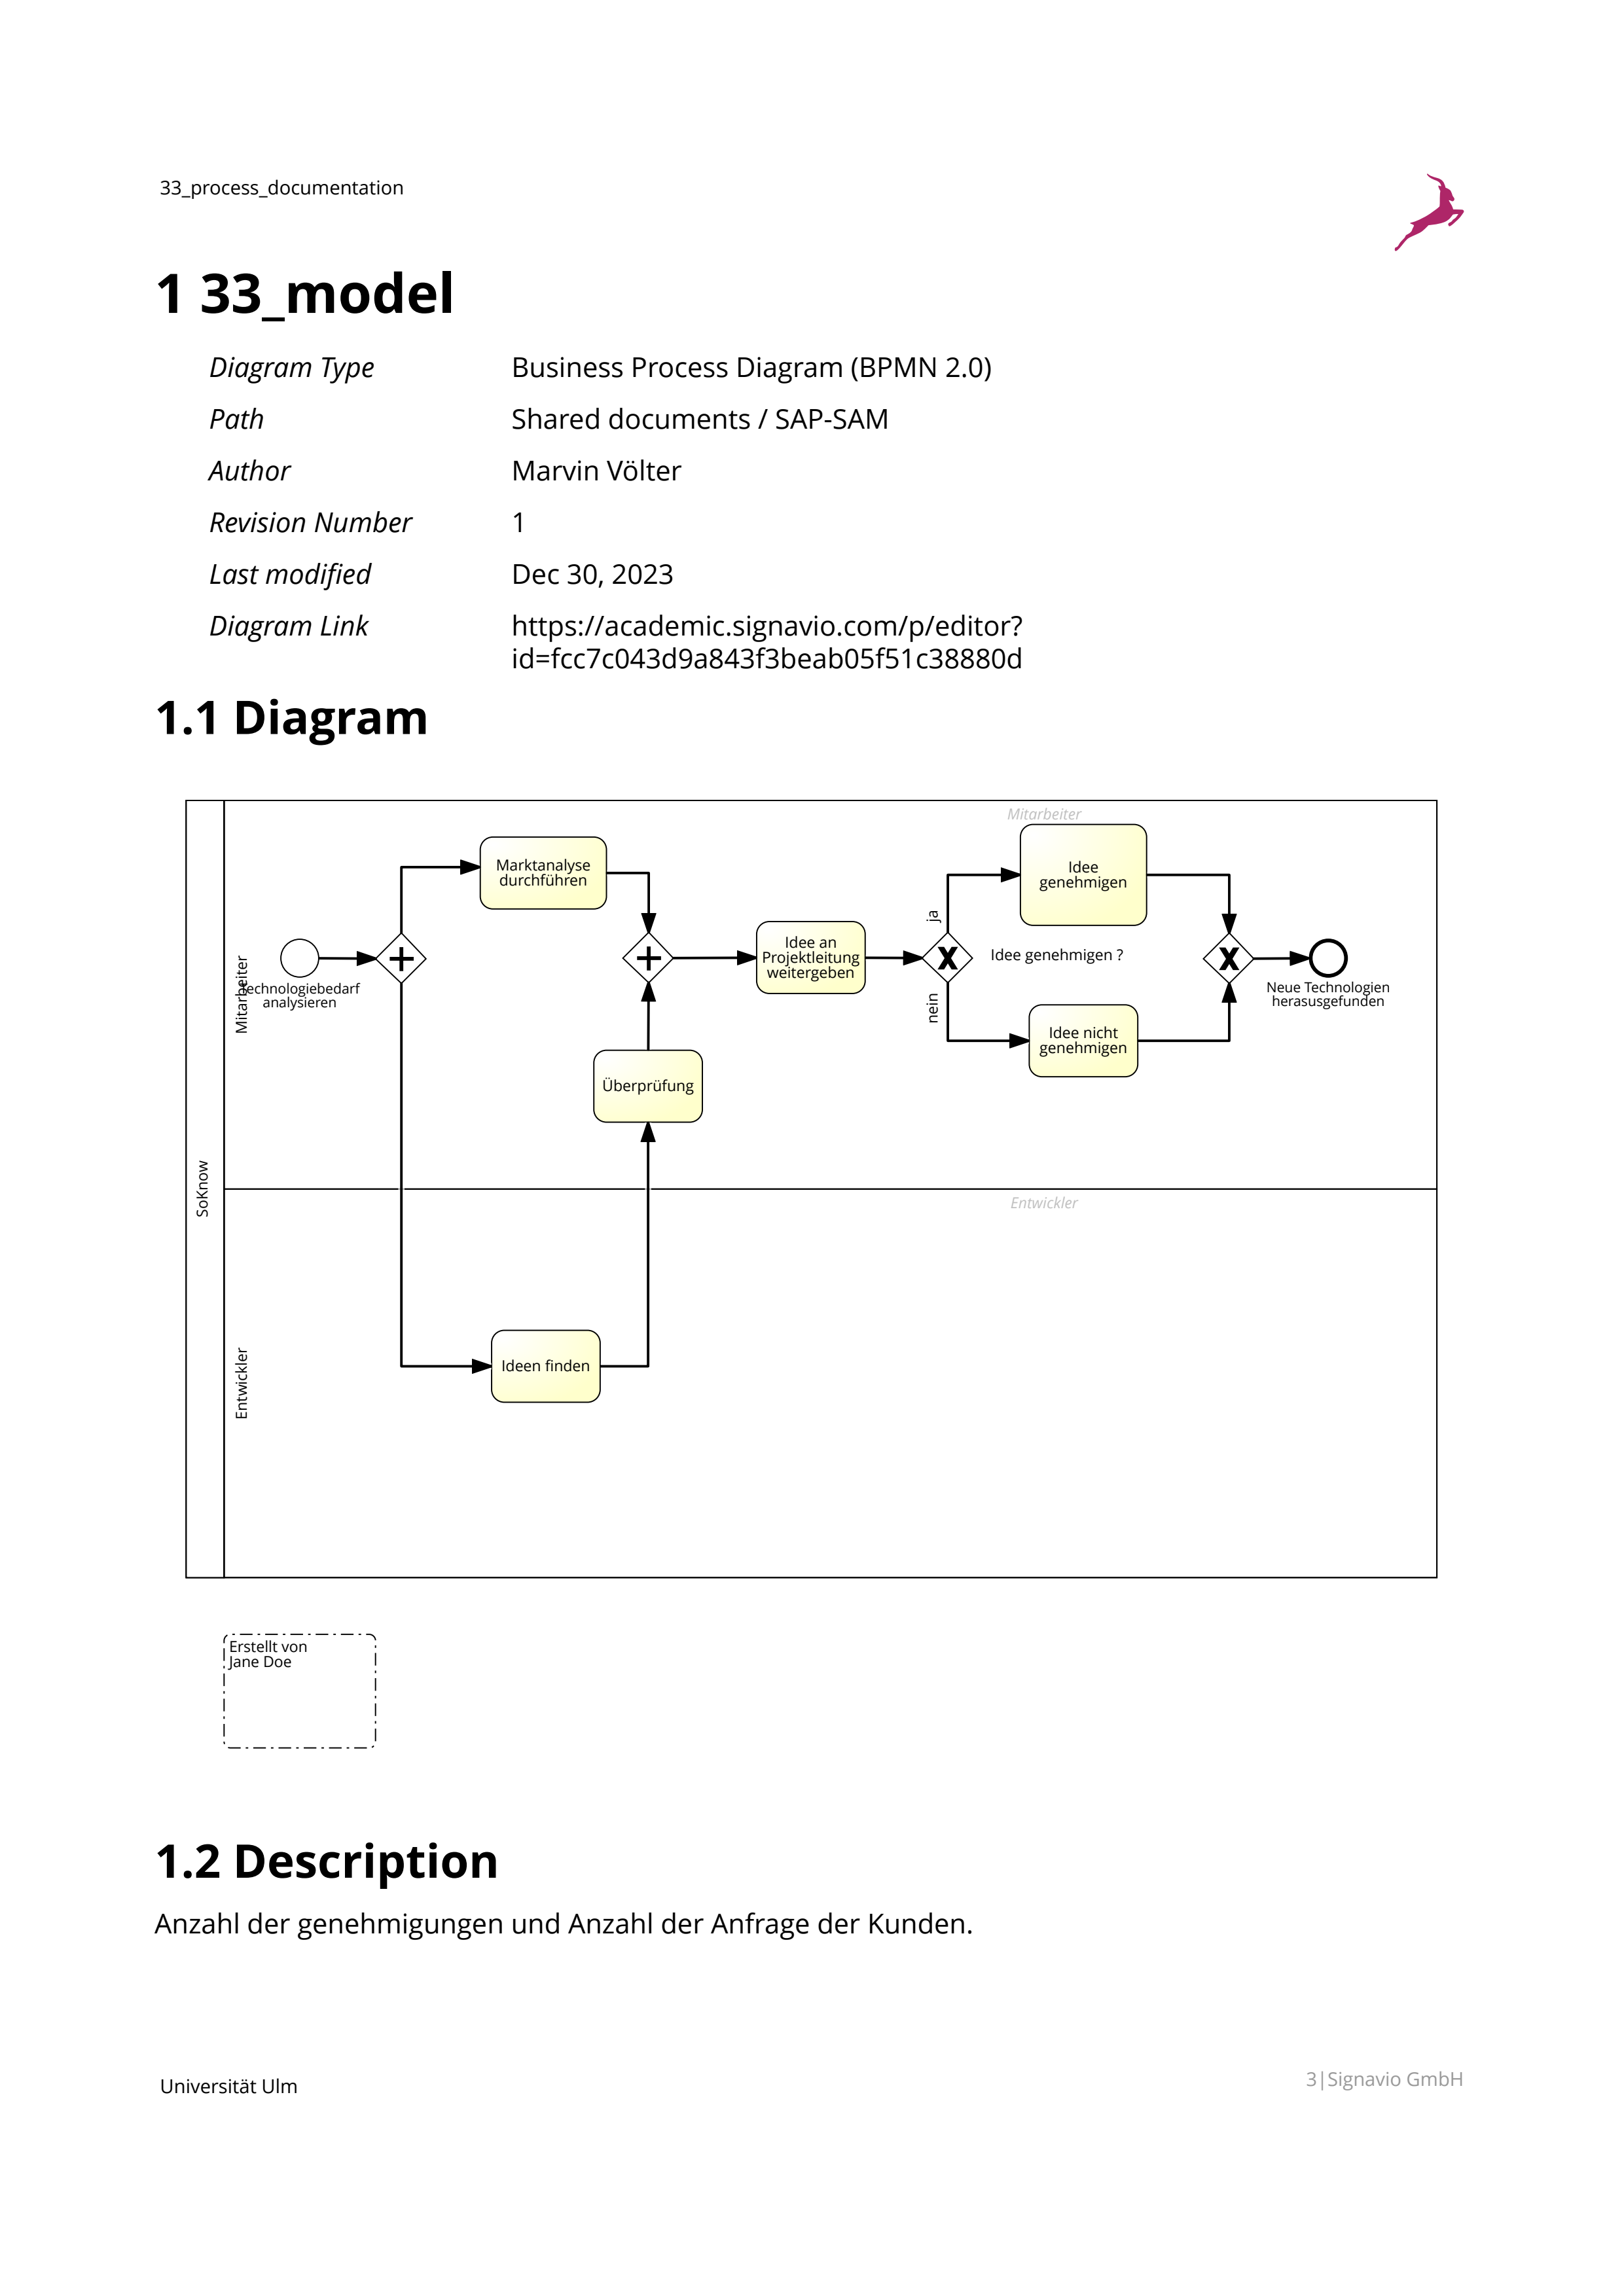 33_process_documentation
1 33_model
Diagram Type Business Process Diagram (BPMN 2.0)
Path Shared documents / SAP-SAM
Author Marvin Völter
Revision Number 1
Last modified Dec 30, 2023
Diagram Link https://academic.signavio.com/p/editor?
id=fcc7c043d9a843f3beab05f51c38880d
1.1 Diagram
SoKnow
Mitarbeiter
Mitarbeiter
Technologiebedarf
analysieren
Marktanalyse
durchführen
Überprüfung
Idee an
Projektleitung
weitergeben
ja
nein
Idee genehmigen ?
Idee
genehmigen
Idee nicht
genehmigen
Neue Technologien
herasusgefunden
Entwickler
Entwickler
Ideen finden
Erstellt von
Jane Doe
1.2 Description
Anzahl der genehmigungen und Anzahl der Anfrage der Kunden.
Universität Ulm
3|Signavio GmbH